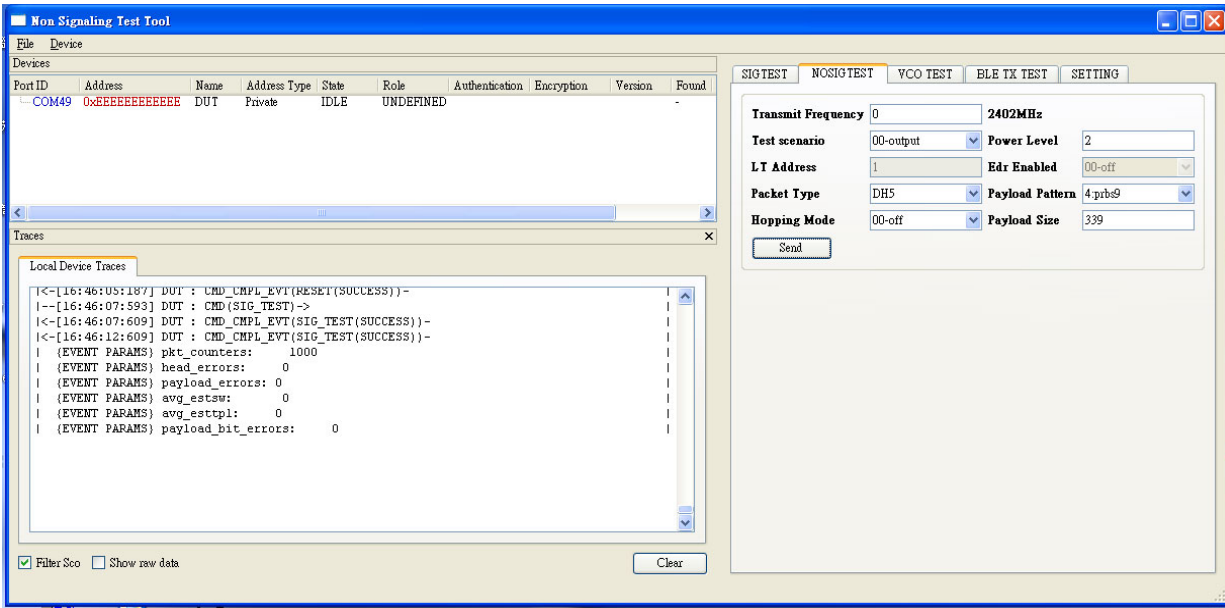 Non Signaling Test Tool
File Device
Devices
Port ID Address Name Address Type State Role Authentication Encryption Version Found
COM49 0xEEEEEEEEEEEE DUT Private IDLE UNDEFINED -
Traces
Local Device Traces
|<-[16:46:05:187] DUT : CMD_CMPL_EVT(RESET(SUCCESS))-
|--[16:46:07:593] DUT : CMD(SIG_TEST)-> |
|<-[16:46:07:609] DUT : CMD_CMPL_EVT(SIG_TEST(SUCCESS))- |
|<-[16:46:12:609] DUT : CMD_CMPL_EVT(SIG_TEST(SUCCESS))- |
| {EVENT PARAMS} pkt_counters: 1000 |
| {EVENT PARAMS} head_errors: 0 |
| {EVENT PARAMS} payload_errors: 0 |
| {EVENT PARAMS} avg_estsw: 0 |
| {EVENT PARAMS} avg_esttpl: 0 |
| {EVENT PARAMS} payload_bit_errors: 0 |
Filter Sco Show raw data Clear
SIGTEST NOSIGTEST VCO TEST BLE TX TEST SETTING
Transmit Frequency 0 2402MHz
Test scenario 00-output Power Level 2
LT Address 1 Edr Enabled 00-off
Packet Type DH5 Payload Pattern 4:prbs9
Hopping Mode 00-off Payload Size 339
Send